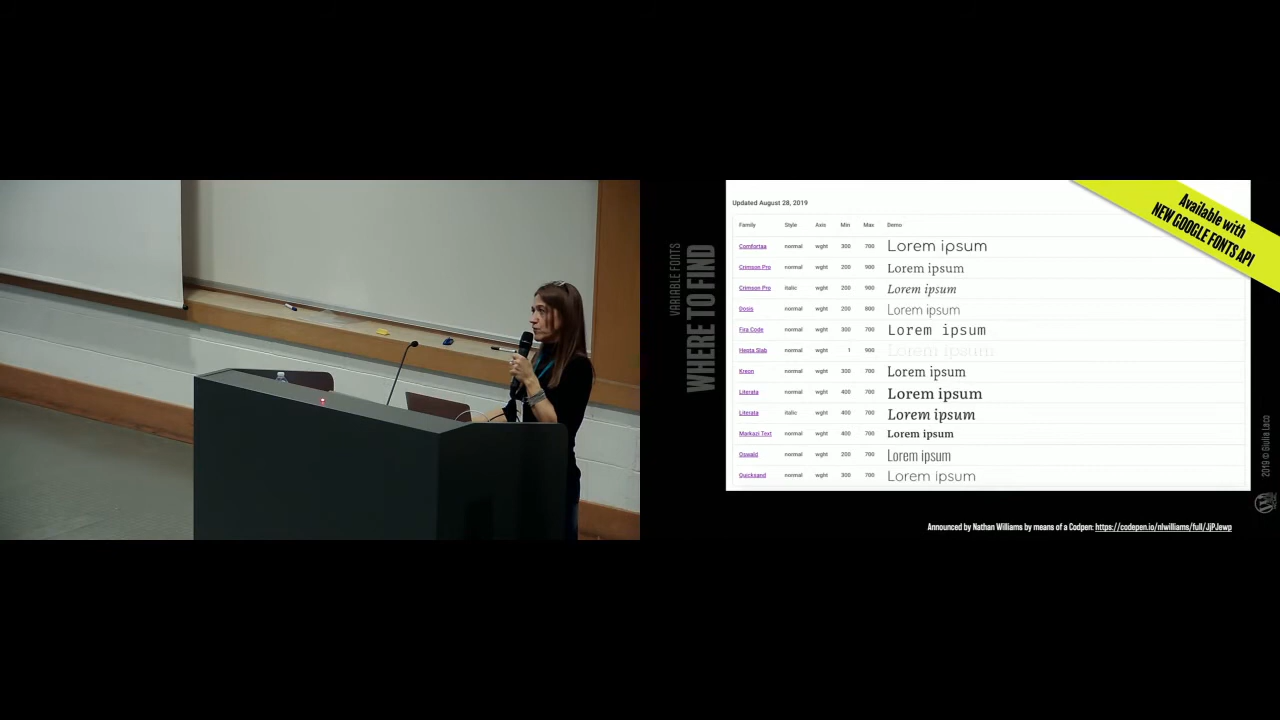 VARIABLE FONTS
WHERE TO FIND
Updated August 28, 2019
Family Style Axis Min Max Demo
Comfortaa normal wght 300 700 Lorem ipsum
Crimson Pro normal wght 200 900 Lorem ipsum
Crimson Pro italic wght 200 900 Lorem ipsum
Dosis normal wght 200 800 Lorem ipsum
Fira Code normal wght 300 700 Lorem ipsum
Hepta Slab normal wght 1 900 Lorem ipsum
Kreon normal wght 300 700 Lorem ipsum
Literata normal wght 400 700 Lorem ipsum
Literata italic wght 400 700 Lorem ipsum
Markazi Text normal wght 400 700 Lorem ipsum
Oswald normal wght 200 700 Lorem ipsum
Quicksand normal wght 300 700 Lorem ipsum
Available with
NEW GOOGLE FONTS API
2019 © Giulia Laco
Announced by Nathan Williams by means of a Codpen: https://codepen.io/nlwilliams/full/JjPJewp